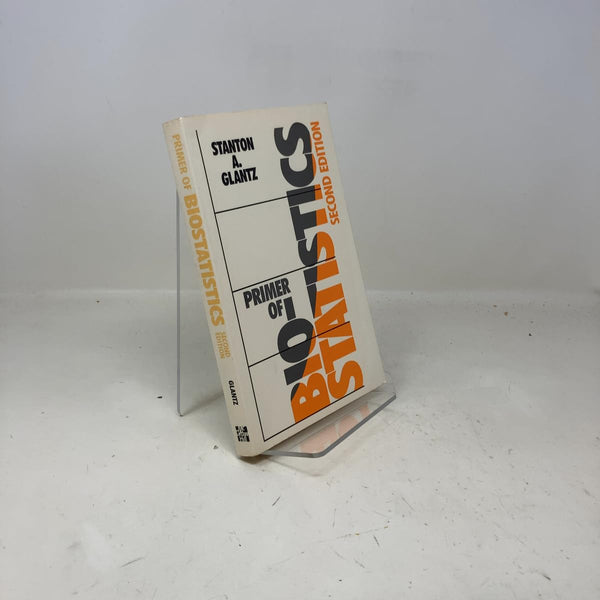 STANTON
A.
GLANTZ
PRIMER
OF
BIO-
STATISTICS
SECOND EDITION
PRIMER OF BIOSTATISTICS
SECOND
EDITION
GLANTZ